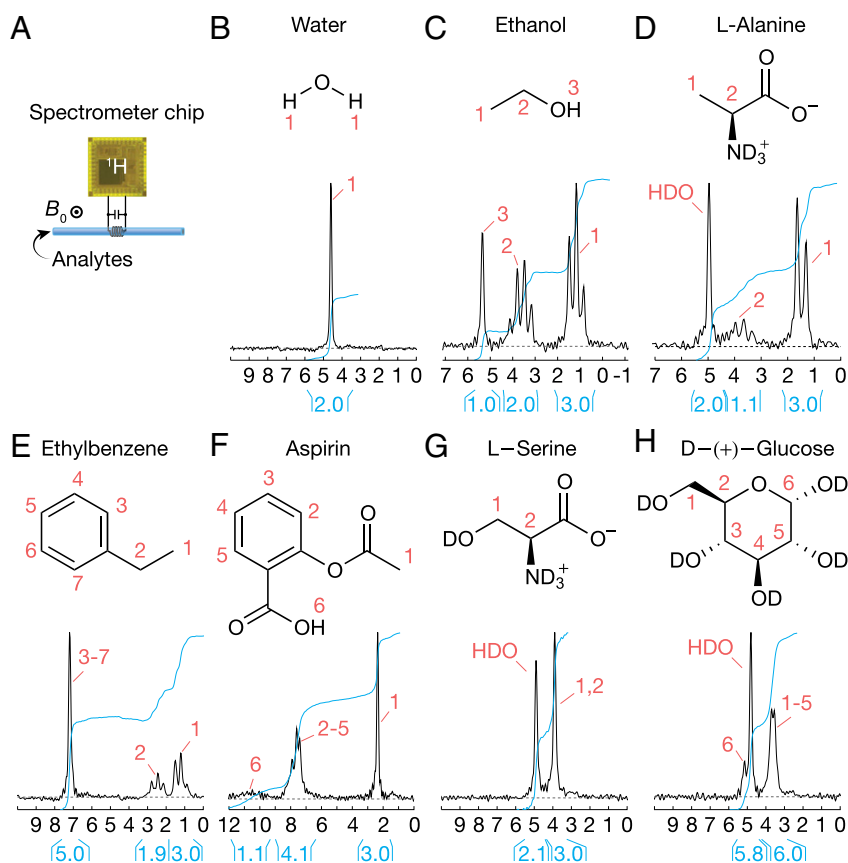 A
Spectrometer chip
¹H
B₀
Analytes
B
Water
O
H H
1 1
1
9 8 7 6 5 4 3 2 1 0
2.0
C
Ethanol
3
1 2 OH
3
2
1
7 6 5 4 3 2 1 0 -1
1.0 2.0 3.0
D
L-Alanine
O
1 2
O⁻
ND₃⁺
HDO
1
2
7 6 5 4 3 2 1 0
2.0 1.1 3.0
E
Ethylbenzene
4
5 3
6 2 1
7
3-7
2 1
9 8 7 6 5 4 3 2 1 0
5.0 1.9 3.0
F
Aspirin
3
4 2 O
5 O 1
6
O OH
2-5 1
6
12 10 8 6 4 2 0
1.1 4.1 3.0
G
L–Serine
O
1 2
DO O⁻
ND₃⁺
HDO
1,2
9 8 7 6 5 4 3 2 1 0
2.1 3.0
H
D–(+)–Glucose
6 OD
2 O
DO 1
3 5
4
DO OD
OD
HDO
1-5
6
9 8 7 6 5 4 3 2 1 0
5.8 6.0